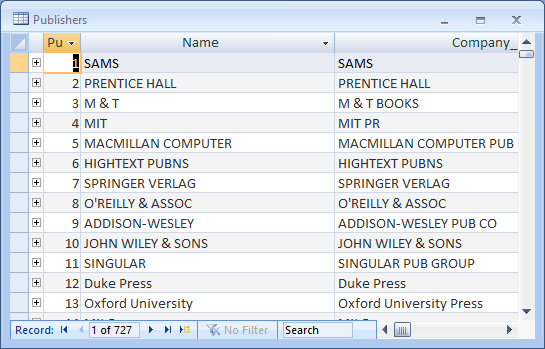 Publishers
Pu Name Company_
1 SAMS SAMS
2 PRENTICE HALL PRENTICE HALL
3 M & T M & T BOOKS
4 MIT MIT PR
5 MACMILLAN COMPUTER MACMILLAN COMPUTER PUB
6 HIGHTEXT PUBNS HIGHTEXT PUBNS
7 SPRINGER VERLAG SPRINGER VERLAG
8 O'REILLY & ASSOC O'REILLY & ASSOC
9 ADDISON-WESLEY ADDISON-WESLEY PUB CO
10 JOHN WILEY & SONS JOHN WILEY & SONS
11 SINGULAR SINGULAR PUB GROUP
12 Duke Press Duke Press
13 Oxford University Oxford University Press
Record: 1 of 727 No Filter Search